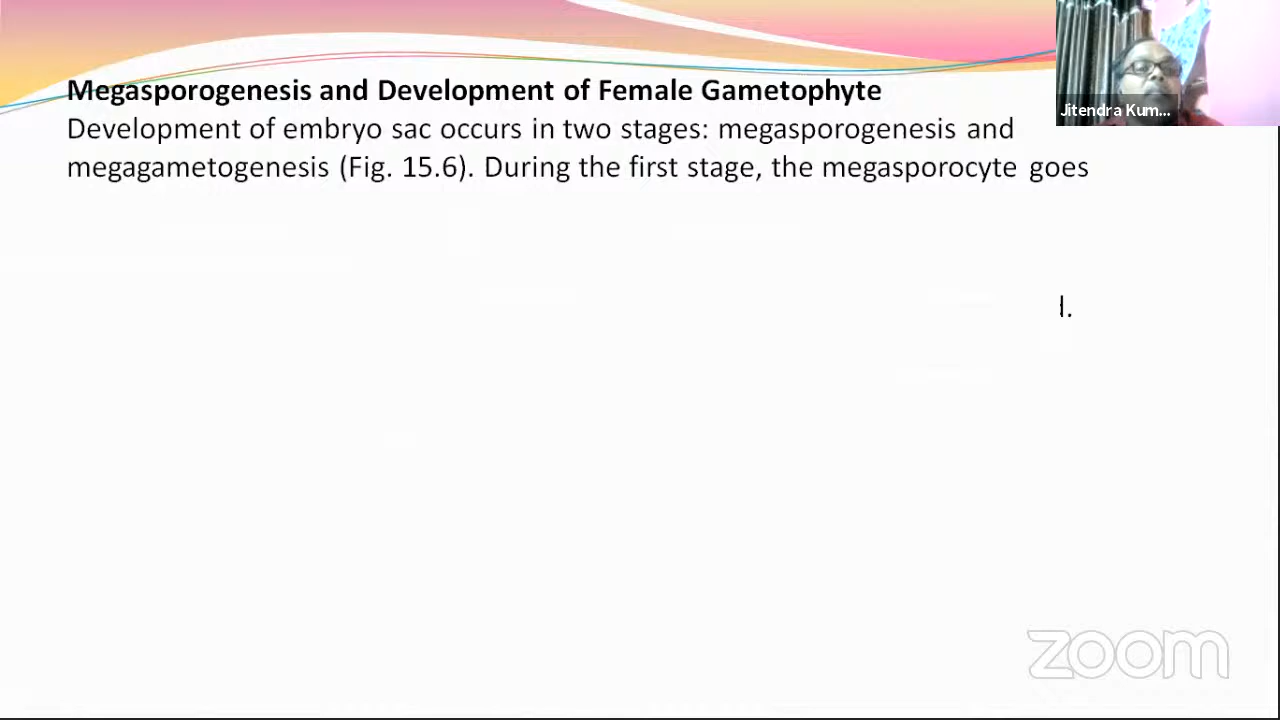 Megasporogenesis and Development of Female Gametophyte
Development of embryo sac occurs in two stages: megasporogenesis and
megagametogenesis (Fig. 15.6). During the first stage, the megasporocyte goes
Jitendra Kum...
zoom